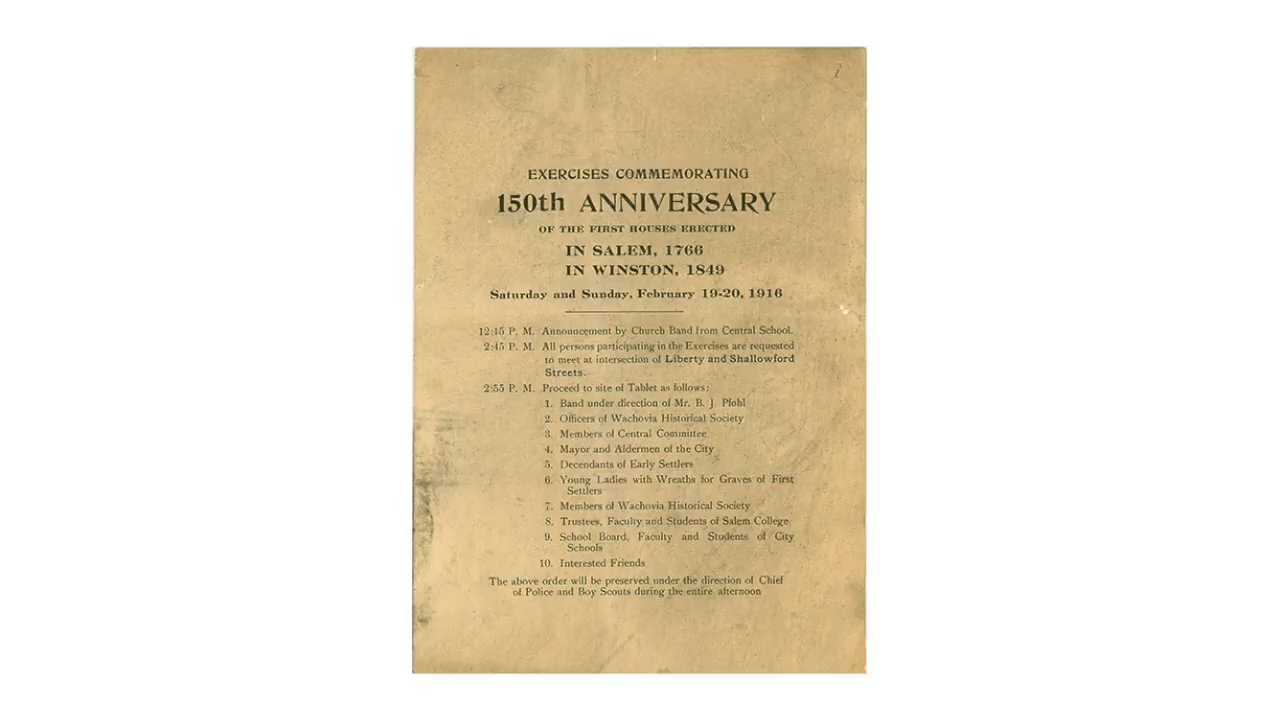 EXERCISES COMMEMORATING
150th ANNIVERSARY
OF THE FIRST HOUSES ERECTED
IN SALEM, 1766
IN WINSTON, 1849
Saturday and Sunday, February 19-20, 1916
12:15 P. M. Announcement by Church Band from Central School.
2:45 P. M. All persons participating in the Exercises are requested
to meet at intersection of Liberty and Shallowford
Streets.
2:55 P. M. Proceed to site of Tablet as follows:
1. Band under direction of Mr. B. J. Pfohl
2. Officers of Wachovia Historical Society
3. Members of Central Committee
4. Mayor and Aldermen of the City
5. Decendants of Early Settlers
6. Young Ladies with Wreaths for Graves of First
Settlers
7. Members of Wachovia Historical Society
8. Trustees, Faculty and Students of Salem College
9. School Board, Faculty and Students of City
Schools
10. Interested Friends
The above order will be preserved under the direction of Chief
of Police and Boy Scouts during the entire afternoon